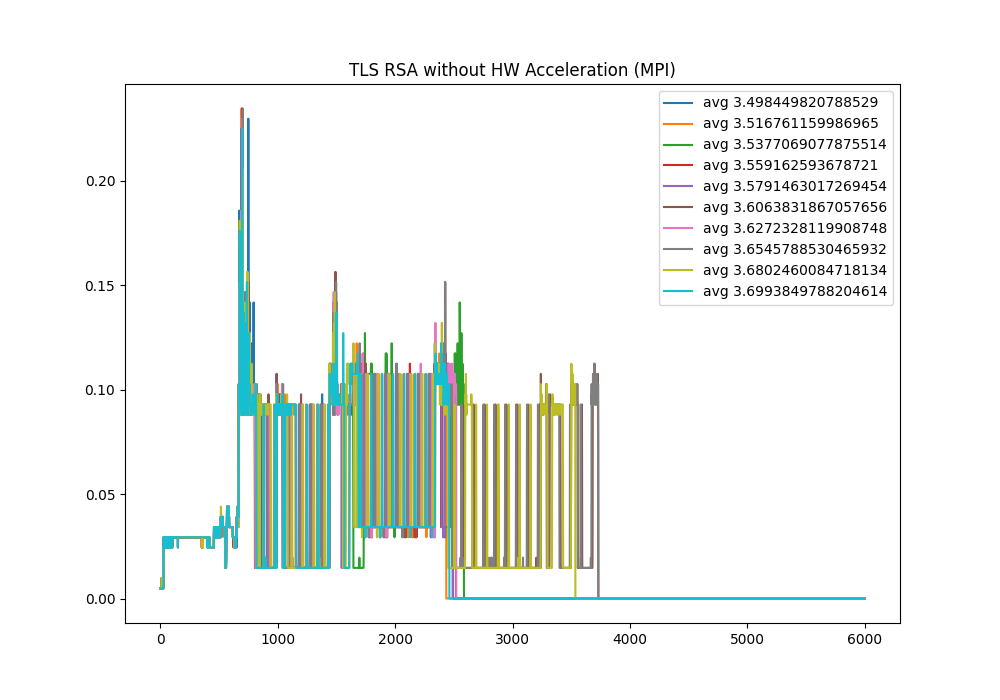 TLS RSA without HW Acceleration (MPI)
avg 3.498449820788529
avg 3.516761159986965
avg 3.5377069077875514
avg 3.559162593678721
avg 3.5791463017269454
avg 3.6063831867057656
avg 3.6272328119908748
avg 3.6545788530465932
avg 3.6802460084718134
avg 3.6993849788204614
0.20
0.15
0.10
0.05
0.00
0 1000 2000 3000 4000 5000 6000